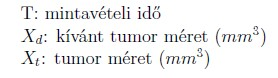 T: mintavételi idő
X_d: kívánt tumor méret (mm^3)
X_t: tumor méret (mm^3)